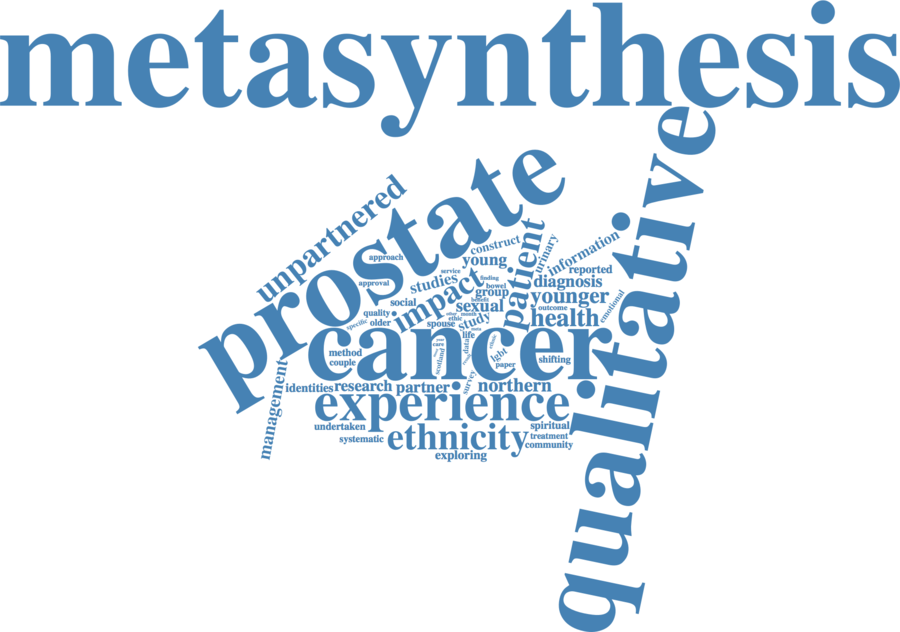 metasynthesis
qualitative
prostate
unpartnered
cancer
experience
ethnicity
impact
patient
health
younger
diagnosis
information
reported
emotional
construct
urinary
young
approach
service
finding
studies
bowel
approval
group
benefit
social
sexual
outcome
quality
month
ethic
specific
older
spouse
study
life
data
care
scotland
method
couple
lgbt
paper
shifting
survey
management
identities
research
partner
northern
undertaken
spiritual
systematic
treatment
community
exploring